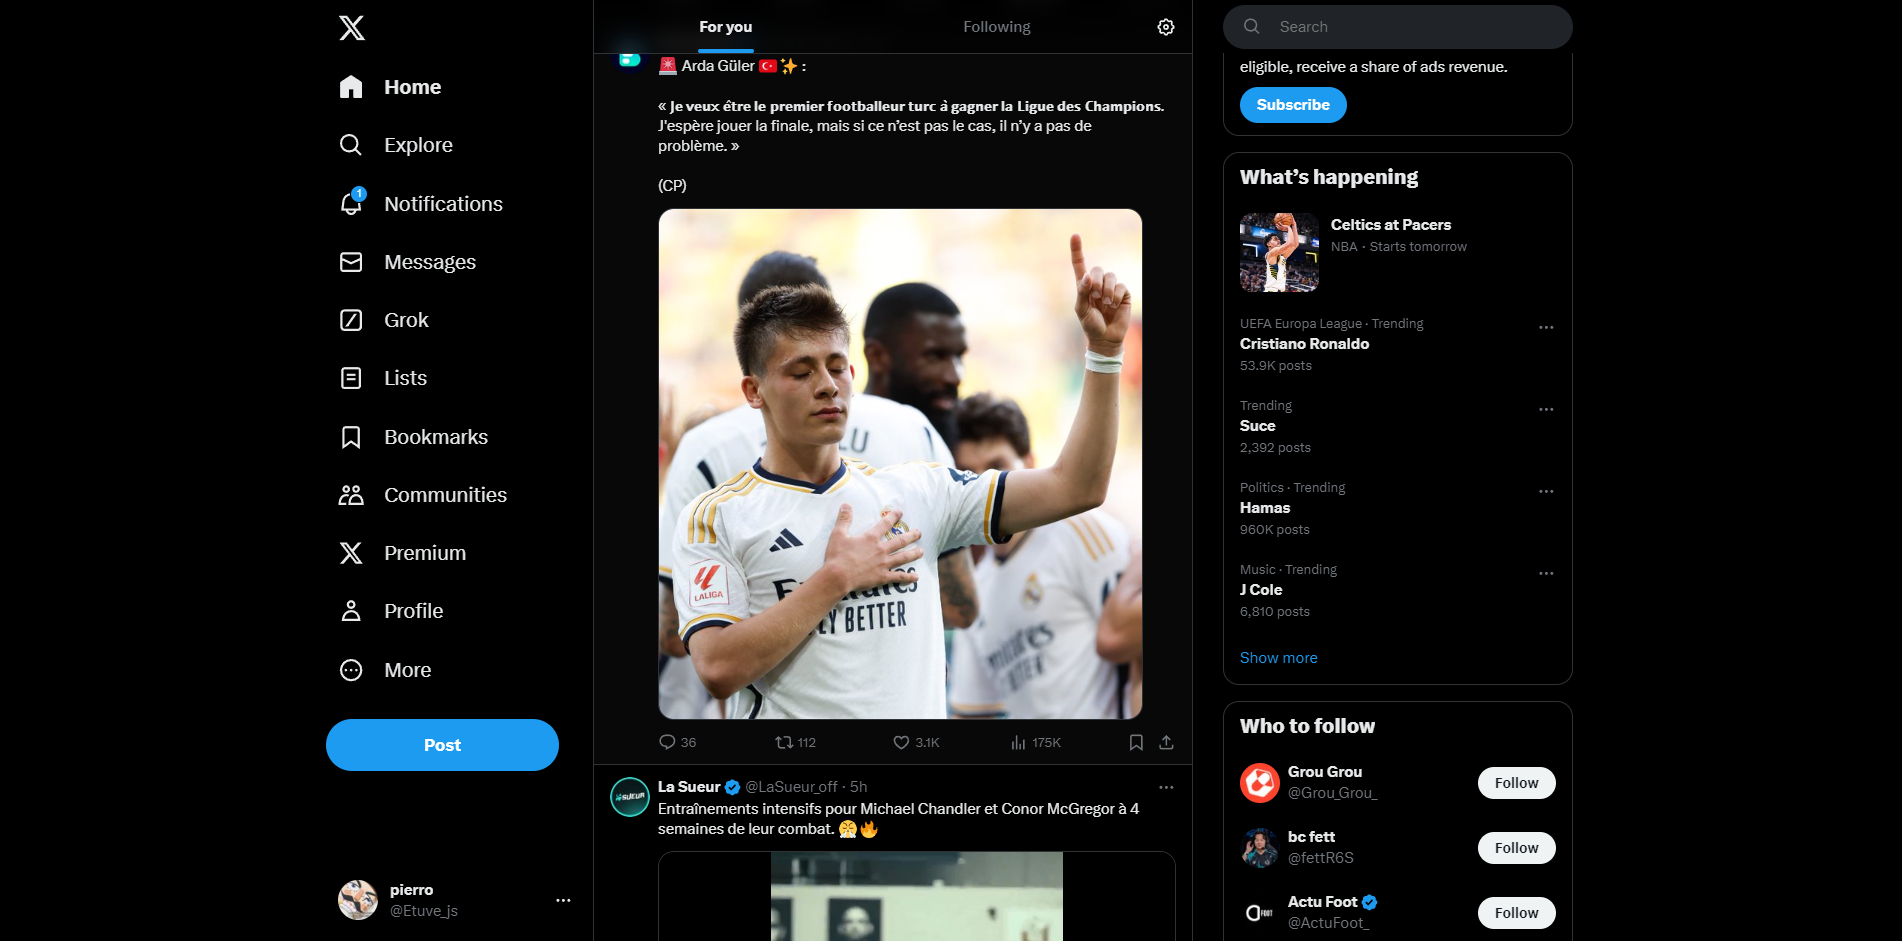 Home
Explore
1
Notifications
Messages
Grok
Lists
Bookmarks
Communities
Premium
Profile
More
Post
pierro
@Etuve_js
For you
Following
🚨 Arda Güler 🇹🇷✨ :
« 𝗝𝗲 𝘃𝗲𝘂𝘅 ê𝘁𝗿𝗲 𝗹𝗲 𝗽𝗿𝗲𝗺𝗶𝗲𝗿 𝗳𝗼𝗼𝘁𝗯𝗮𝗹𝗹𝗲𝘂𝗿 𝘁𝘂𝗿𝗰 à 𝗴𝗮𝗴𝗻𝗲𝗿 𝗹𝗮 𝗟𝗶𝗴𝘂𝗲 𝗱𝗲𝘀 𝗖𝗵𝗮𝗺𝗽𝗶𝗼𝗻𝘀.
J'espère jouer la finale, mais si ce n’est pas le cas, il n’y a pas de
problème. »
(CP)
LU
LALIGA
Emirates
FLY BETTER
36
112
3.1K
175K
La Sueur @LaSueur_off · 5h
Entraînements intensifs pour Michael Chandler et Conor McGregor à 4
semaines de leur combat. 😤🔥
Search
eligible, receive a share of ads revenue.
Subscribe
What’s happening
Celtics at Pacers
NBA · Starts tomorrow
UEFA Europa League · Trending
Cristiano Ronaldo
53.9K posts
Trending
Suce
2,392 posts
Politics · Trending
Hamas
960K posts
Music · Trending
J Cole
6,810 posts
Show more
Who to follow
Grou Grou
@Grou_Grou_
Follow
bc fett
@fettR6S
Follow
Actu Foot
@ActuFoot_
Follow